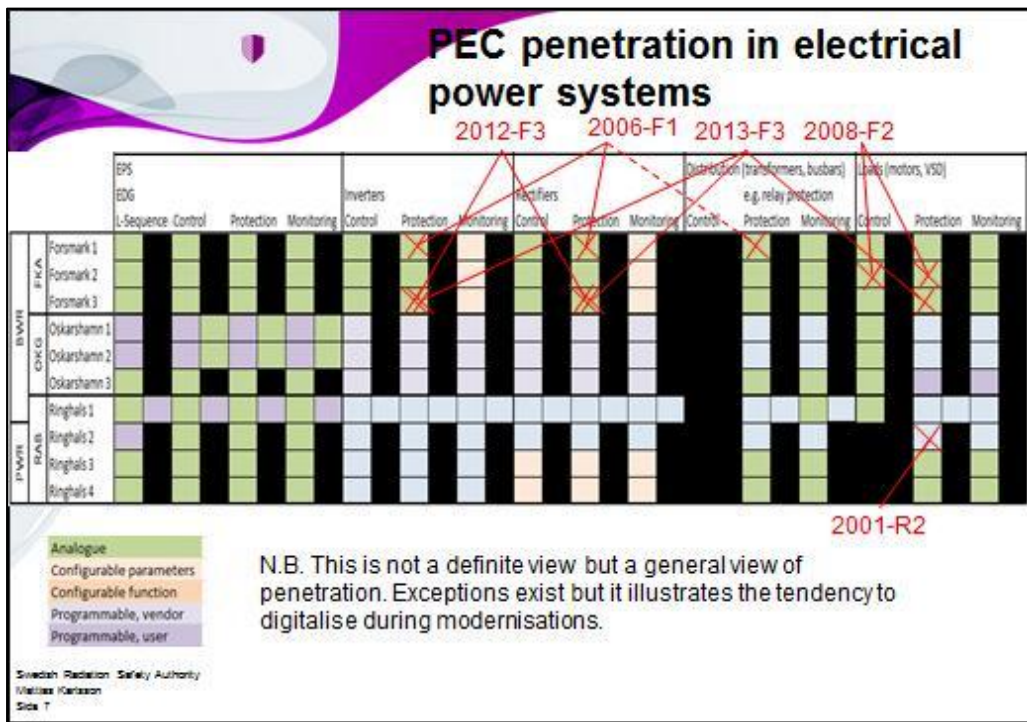 PEC penetration in electrical
power systems
2012-F3 2006-F1 2013-F3 2008-F2
EPS Distribution (transformers, busbars) Loads (motors, VSD)
EDG Inverters Rectifiers e.g. relay protection
L-Sequence Control Protection Monitoring Control Protection Monitoring Control Protection Monitoring Control Protection Monitoring Control Protection Monitoring
BWR
PWR
FKA
OKG
RAB
Forsmark 1
Forsmark 2
Forsmark 3
Oskarshamn 1
Oskarshamn 2
Oskarshamn 3
Ringhals 1
Ringhals 2
Ringhals 3
Ringhals 4
2001-R2
Analogue
Configurable parameters
Configurable function
Programmable, vendor
Programmable, user
N.B. This is not a definite view but a general view of
penetration. Exceptions exist but it illustrates the tendency to
digitalise during modernisations.
Swedish Radiation Safety Authority
Mattias Karlsson
Side 7